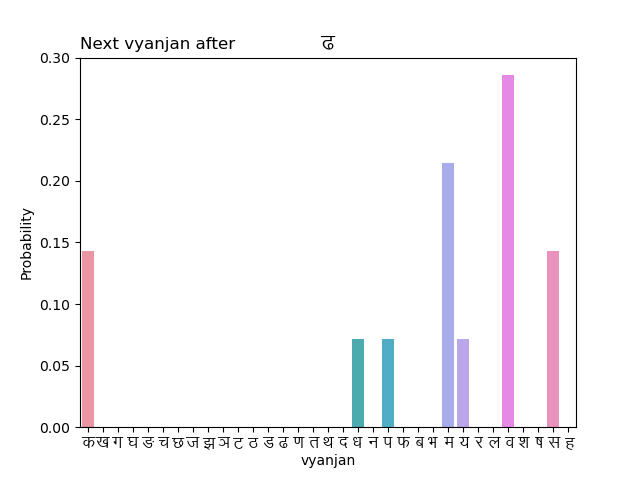 Next vyanjan after ढ
0.30
0.25
0.20
0.15
0.10
0.05
0.00
Probability
क ख ग घ ङ च छ ज झ ञ ट ठ ड ढ ण त थ द ध न प फ ब भ म य र ल व श ष स ह
vyanjan